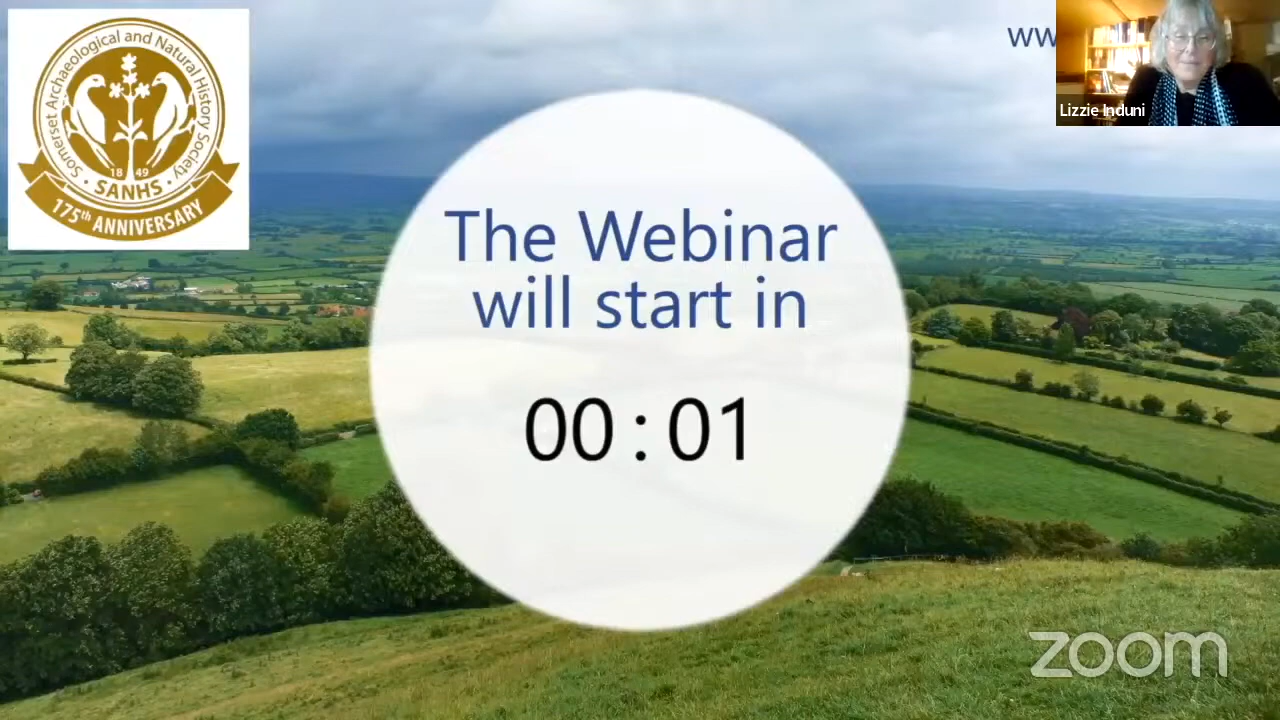 Somerset Archaeological and Natural History Society
18 49
· SANHS ·
175th ANNIVERSARY
ww
Lizzie Induni
The Webinar
will start in
00:01
zoom